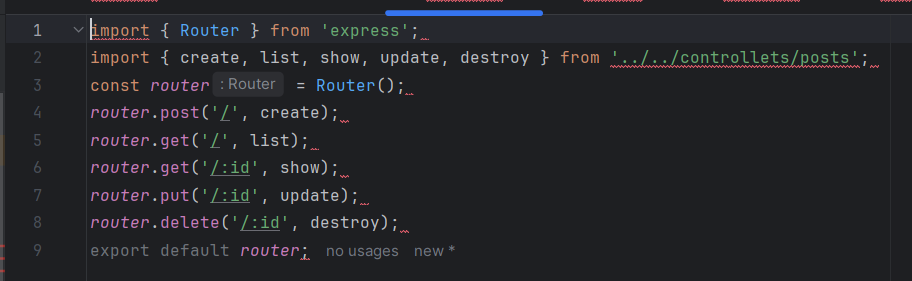 1 import { Router } from 'express';
2 import { create, list, show, update, destroy } from '../../controllets/posts';
3 const router : Router = Router();
4 router.post('/', create);
5 router.get('/', list);
6 router.get('/:id', show);
7 router.put('/:id', update);
8 router.delete('/:id', destroy);
9 export default router; no usages new *